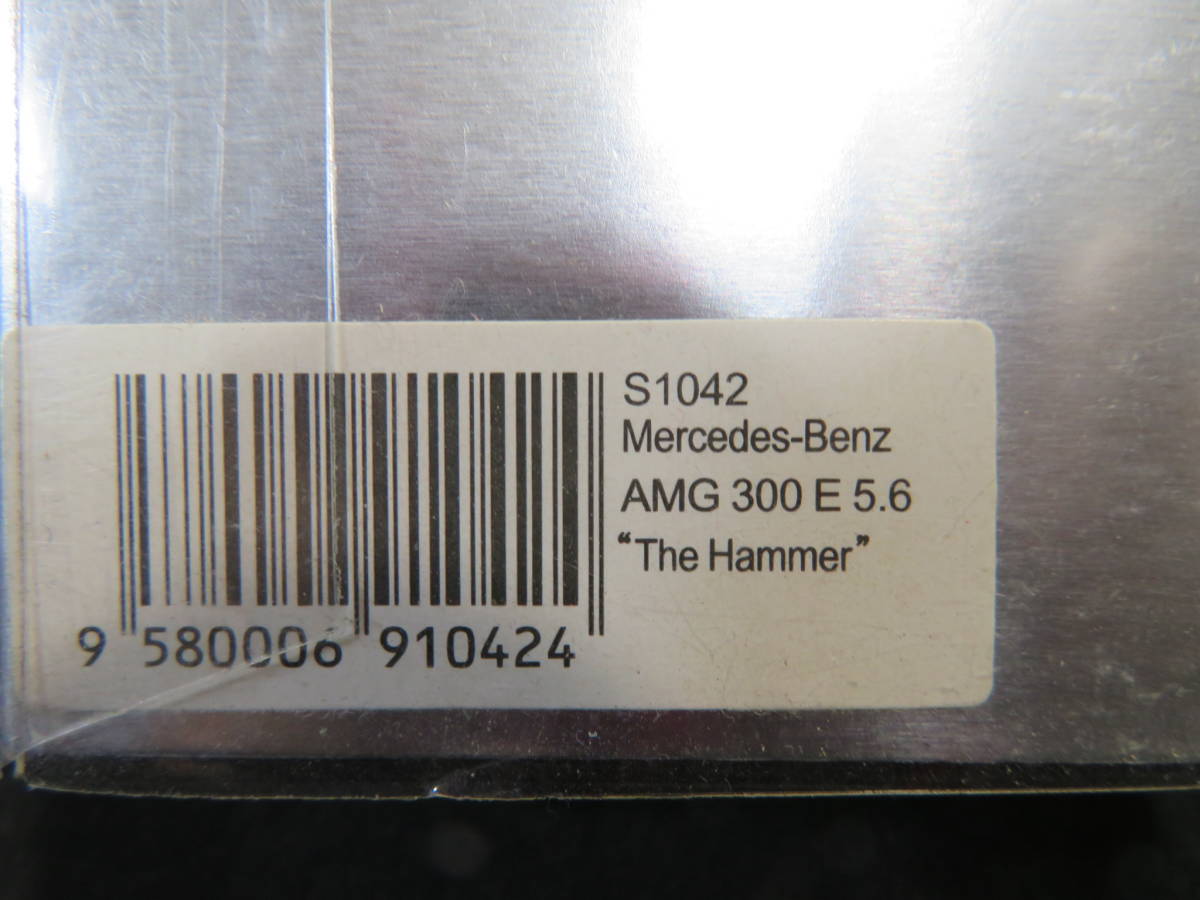 S1042
Mercedes-Benz
AMG 300 E 5.6
“The Hammer”
9 580006 910424